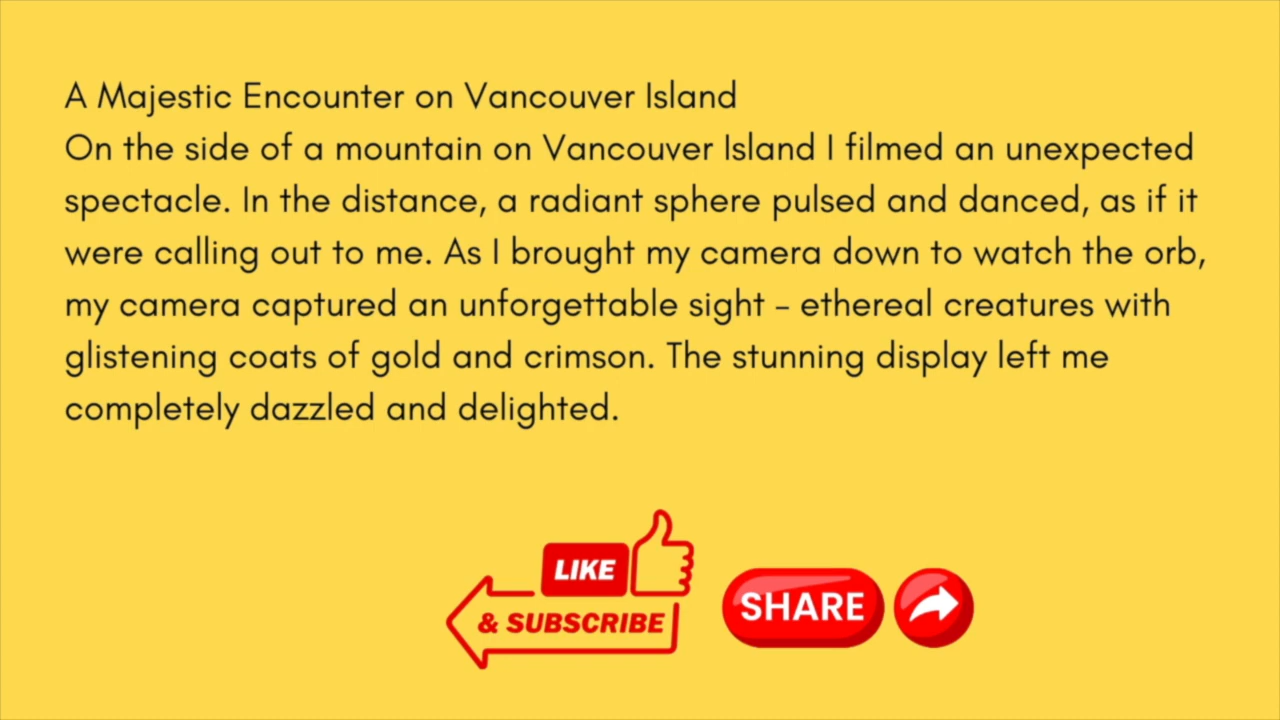 A Majestic Encounter on Vancouver Island
On the side of a mountain on Vancouver Island I filmed an unexpected
spectacle. In the distance, a radiant sphere pulsed and danced, as if it
were calling out to me. As I brought my camera down to watch the orb,
my camera captured an unforgettable sight – ethereal creatures with
glistening coats of gold and crimson. The stunning display left me
completely dazzled and delighted.
LIKE
& SUBSCRIBE
SHARE